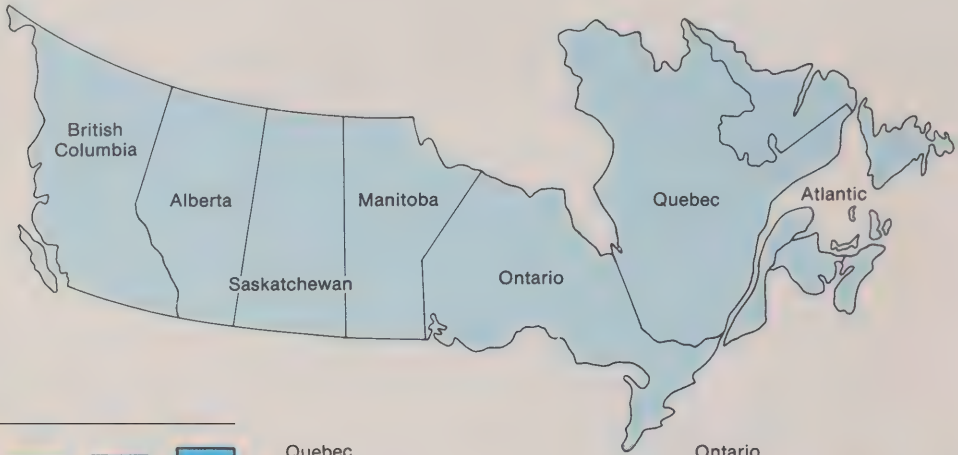 British
Columbia
Alberta
Saskatchewan
Manitoba
Ontario
Quebec
Atlantic
Quebec
Ontario